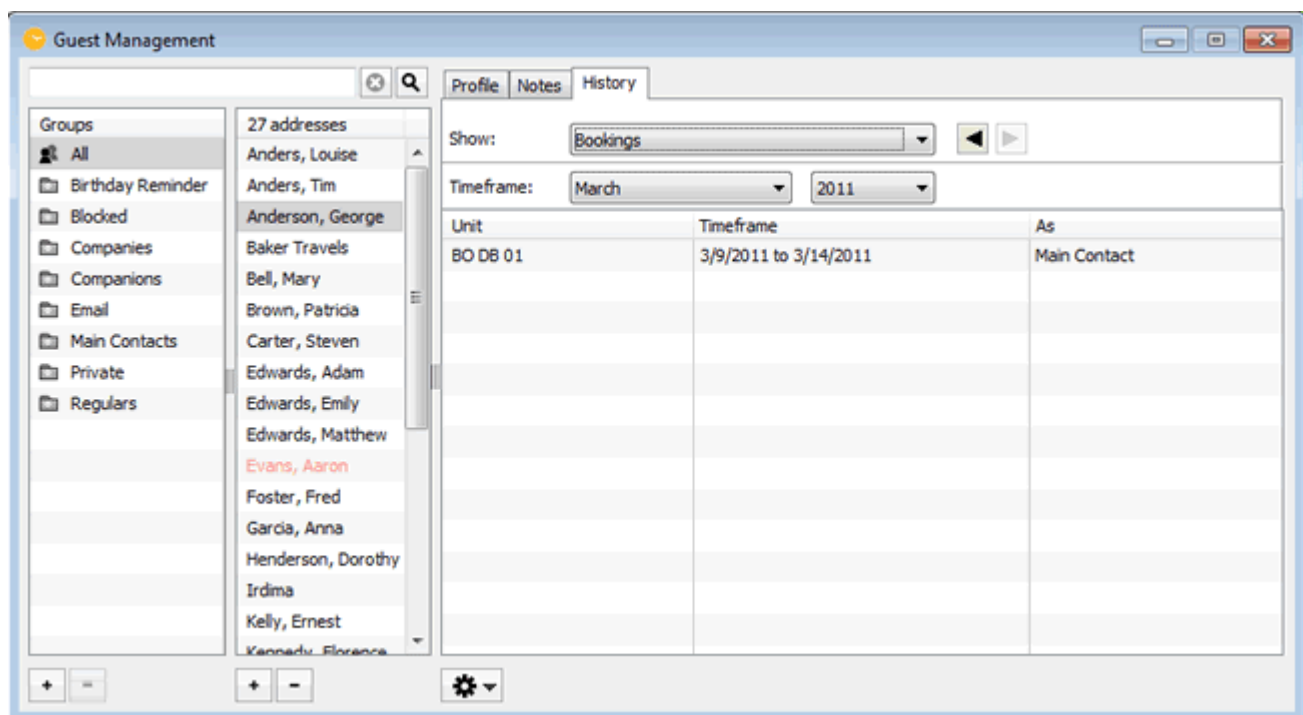 Guest Management
Profile Notes History
Groups
All
Birthday Reminder
Blocked
Companies
Companions
Email
Main Contacts
Private
Regulars
27 addresses
Anders, Louise
Anders, Tim
Anderson, George
Baker Travels
Bell, Mary
Brown, Patricia
Carter, Steven
Edwards, Adam
Edwards, Emily
Edwards, Matthew
Evans, Aaron
Foster, Fred
Garcia, Anna
Henderson, Dorothy
Irdima
Kelly, Ernest
Kennedy, Florence
Show: Bookings
Timeframe: March 2011
Unit Timeframe As
BO DB 01 3/9/2011 to 3/14/2011 Main Contact